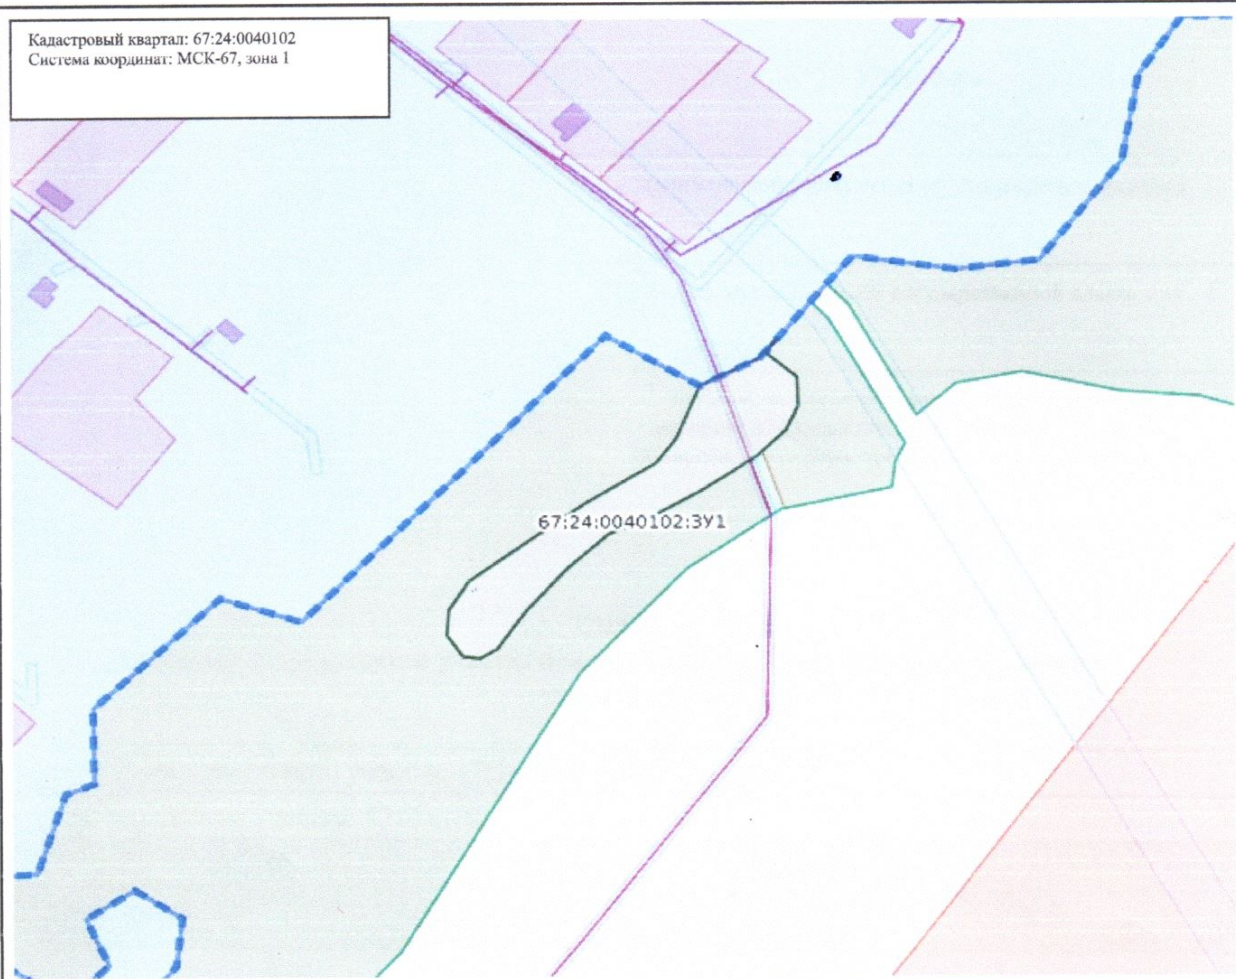 Кадастровый квартал: 67:24:0040102
Система координат: МСК-67, зона 1
67:24:0040102:ЗУ1